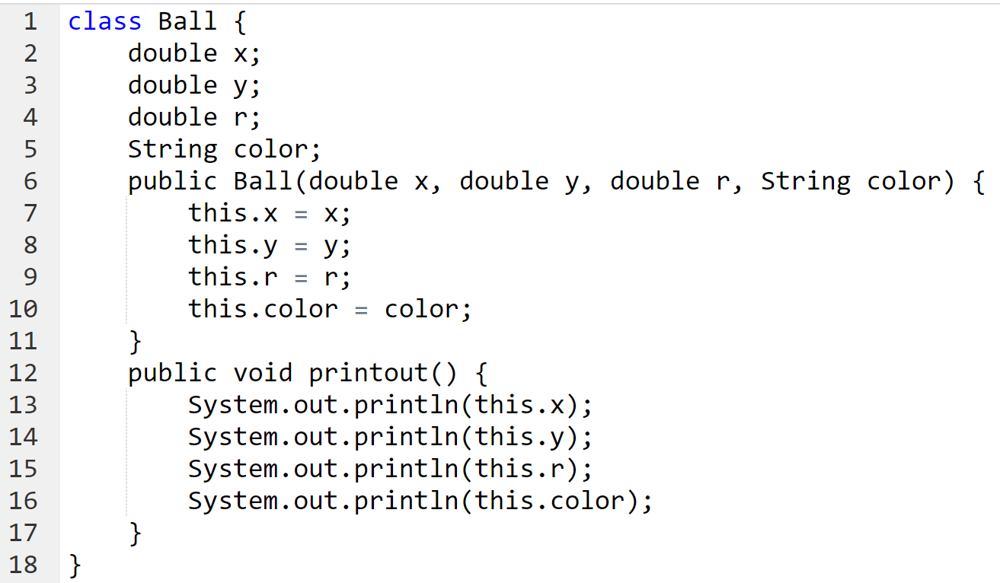 1 class Ball {
2     double x;
3     double y;
4     double r;
5     String color;
6     public Ball(double x, double y, double r, String color) {
7         this.x = x;
8         this.y = y;
9         this.r = r;
10         this.color = color;
11     }
12     public void printout() {
13         System.out.println(this.x);
14         System.out.println(this.y);
15         System.out.println(this.r);
16         System.out.println(this.color);
17     }
18 }